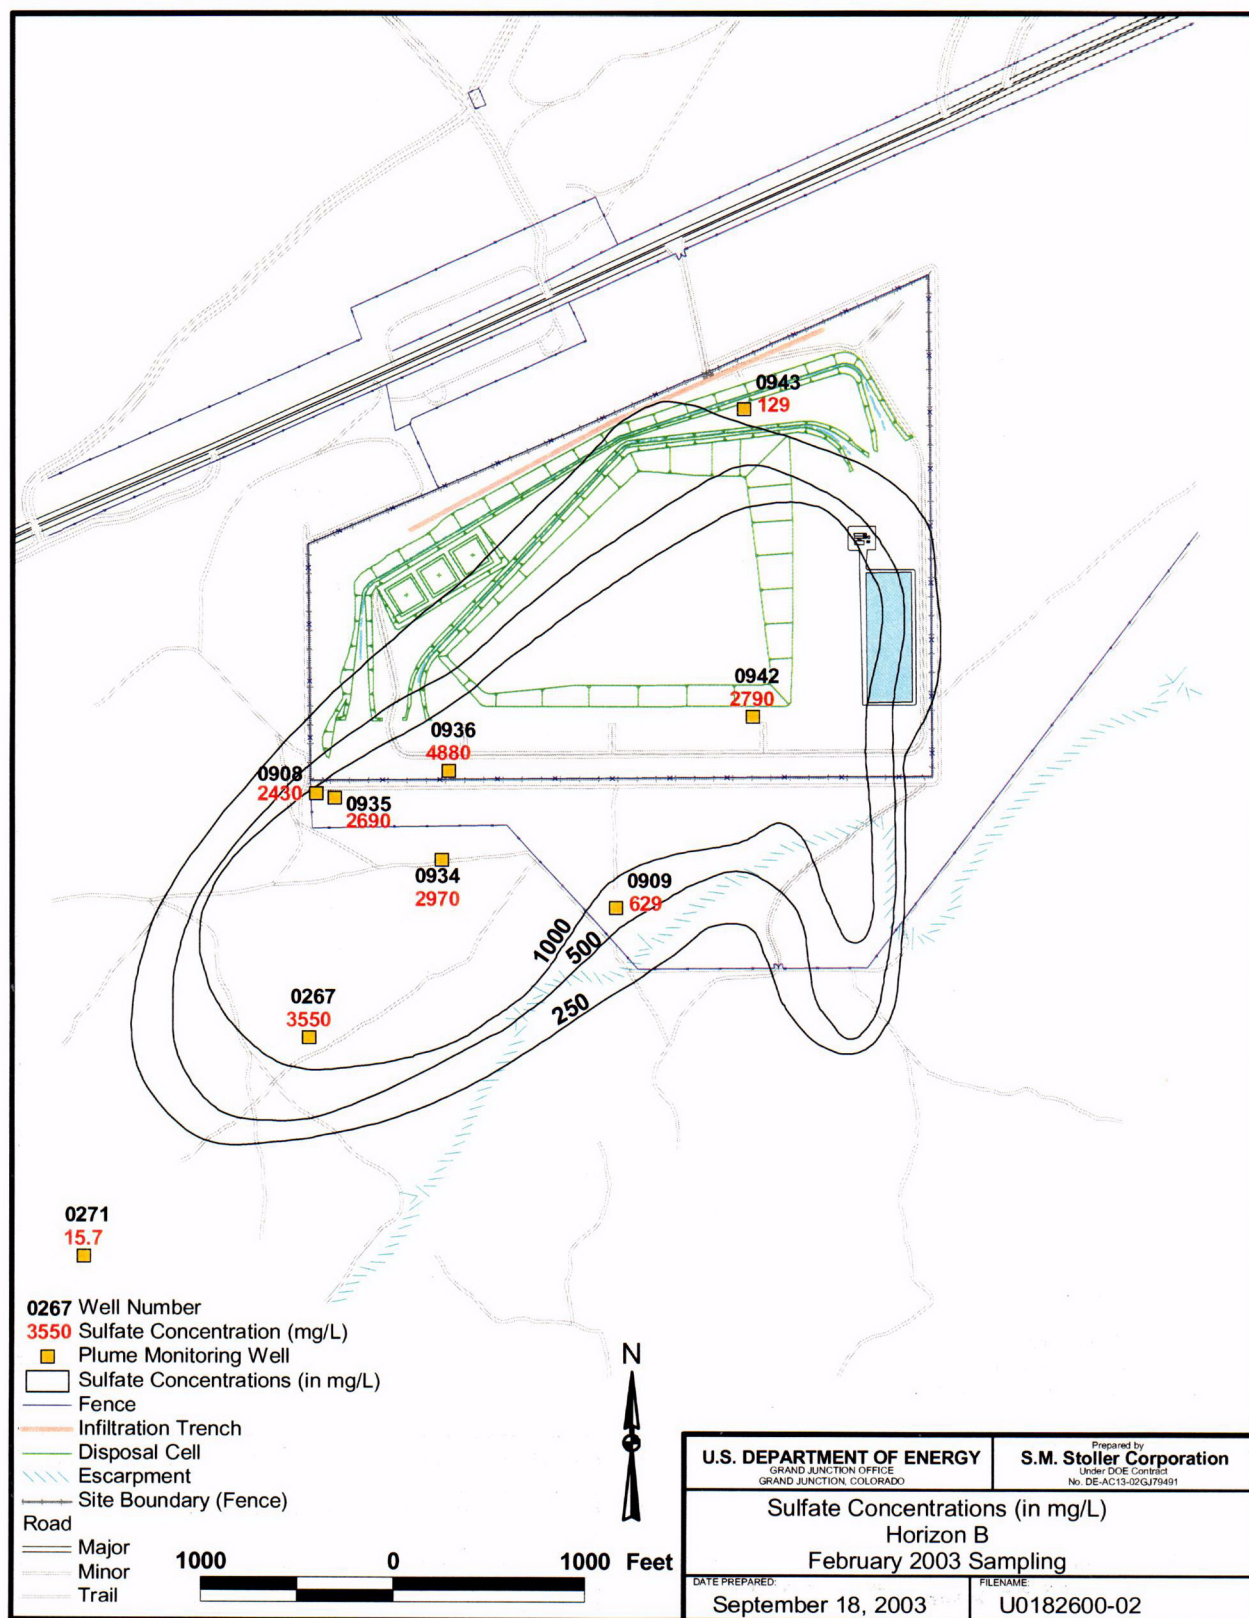 0943
129
0942
2790
0936
4880
0908
2430
0935
2690
0934
2970
0909
629
1000
500
250
0267
3550
0271
15.7
0267 Well Number
3550 Sulfate Concentration (mg/L)
Plume Monitoring Well
Sulfate Concentrations (in mg/L)
Fence
Infiltration Trench
Disposal Cell
Escarpment
Site Boundary (Fence)
Road
Major
Minor
Trail
N
1000 0 1000 Feet
U.S. DEPARTMENT OF ENERGY
GRAND JUNCTION OFFICE
GRAND JUNCTION, COLORADO
Prepared by
S.M. Stoller Corporation
Under DOE Contract
No. DE-AC13-02GJ79491
Sulfate Concentrations (in mg/L)
Horizon B
February 2003 Sampling
DATE PREPARED:
September 18, 2003
FILENAME:
U0182600-02